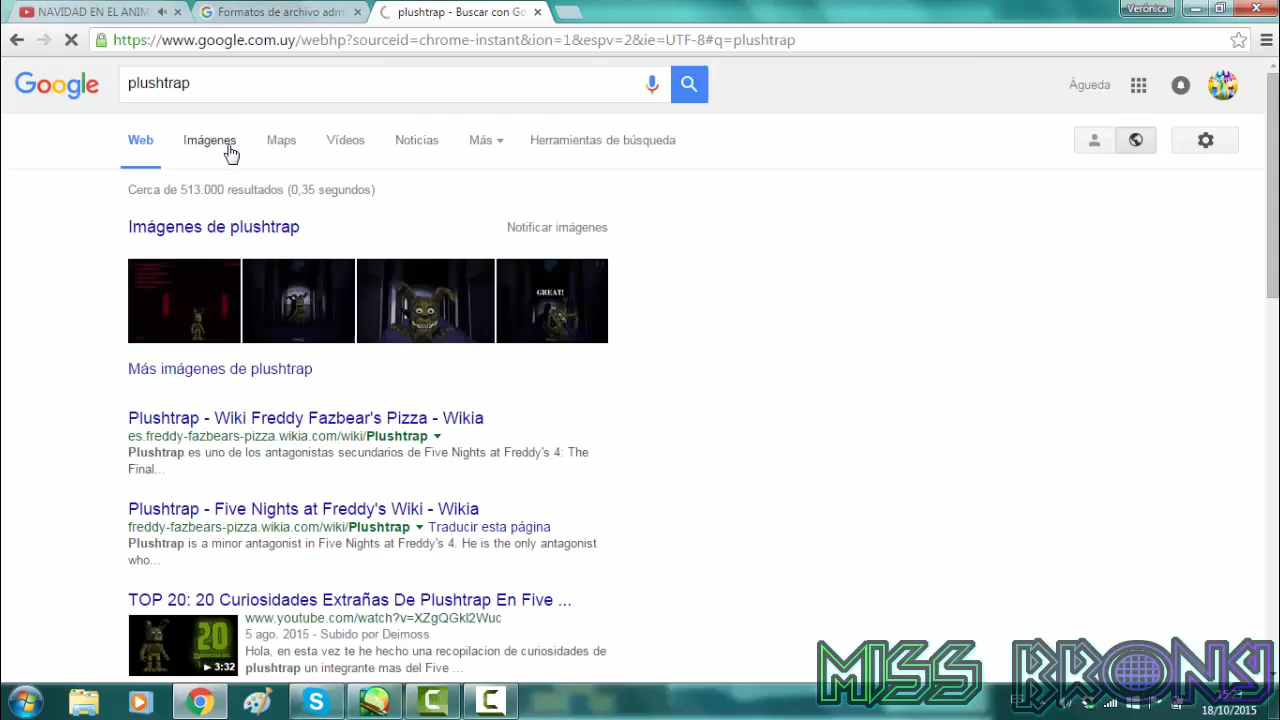 NAVIDAD EN EL ANIM
Formatos de archivo adm
plushtrap - Buscar con Go
Verónica
https://www.google.com.uy/webhp?sourceid=chrome-instant&ion=1&espv=2&ie=UTF-8#q=plushtrap
Google
plushtrap
Águeda
Web
Imágenes
Maps
Vídeos
Noticias
Más
Herramientas de búsqueda
Cerca de 513.000 resultados (0,35 segundos)
Imágenes de plushtrap
Notificar imágenes
GREAT!
Más imágenes de plushtrap
Plushtrap - Wiki Freddy Fazbear's Pizza - Wikia
es.freddy-fazbears-pizza.wikia.com/wiki/Plushtrap
Plushtrap es uno de los antagonistas secundarios de Five Nights at Freddy's 4: The
Final...
Plushtrap - Five Nights at Freddy's Wiki - Wikia
freddy-fazbears-pizza.wikia.com/wiki/Plushtrap Traducir esta página
Plushtrap is a minor antagonist in Five Nights at Freddy's 4. He is the only antagonist
who...
TOP 20: 20 Curiosidades Extrañas De Plushtrap En Five ...
www.youtube.com/watch?v=XZgQGkI2Wuc
5 ago. 2015 - Subido por Deimoss
Hola, en esta vez te he hecho una recopilacion de curiosidades de
plushtrap un integrante mas del Five ...
20
3:32
MISS BRONY
ES
18/10/2015